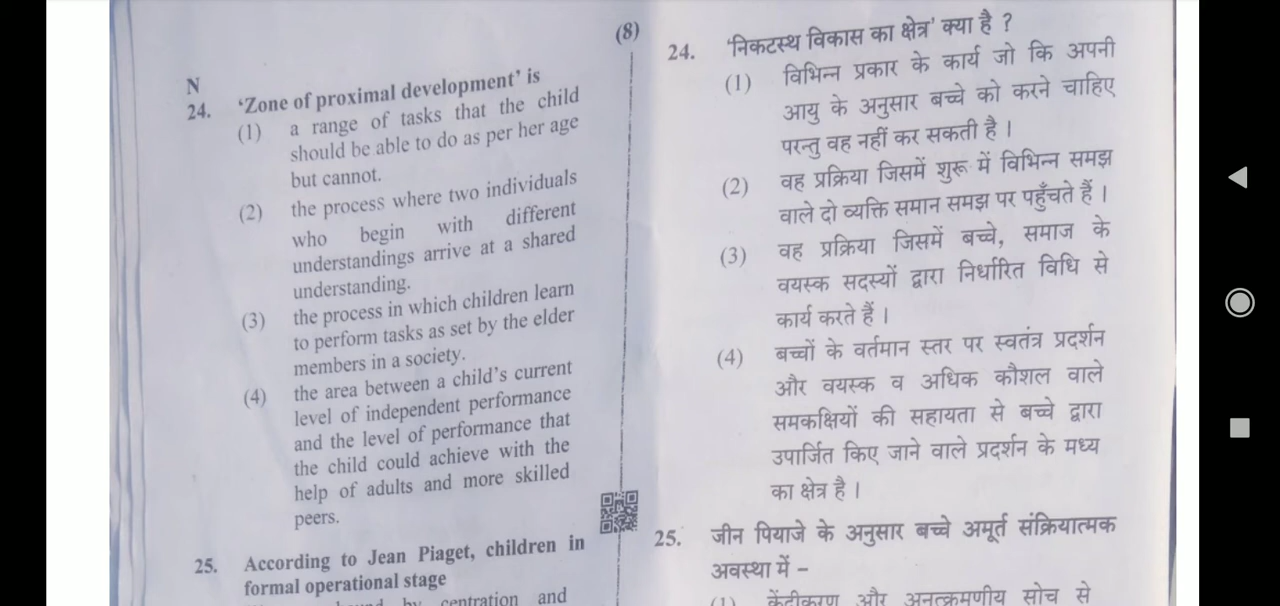 (8)
N
24. 'Zone of proximal development' is
(1) a range of tasks that the child
should be able to do as per her age
but cannot.
(2) the process where two individuals
who begin with different
understandings arrive at a shared
understanding.
(3) the process in which children learn
to perform tasks as set by the elder
members in a society.
(4) the area between a child's current
level of independent performance
and the level of performance that
the child could achieve with the
help of adults and more skilled
peers.
25. According to Jean Piaget, children in
formal operational stage
by centration and
24. 'निकटस्थ विकास का क्षेत्र' क्या है ?
(1) विभिन्न प्रकार के कार्य जो कि अपनी
आयु के अनुसार बच्चे को करने चाहिए
परन्तु वह नहीं कर सकती है ।
(2) वह प्रक्रिया जिसमें शुरू में विभिन्न समझ
वाले दो व्यक्ति समान समझ पर पहुँचते हैं ।
(3) वह प्रक्रिया जिसमें बच्चे, समाज के
वयस्क सदस्यों द्वारा निर्धारित विधि से
कार्य करते हैं ।
(4) बच्चों के वर्तमान स्तर पर स्वतंत्र प्रदर्शन
और वयस्क व अधिक कौशल वाले
समकक्षियों की सहायता से बच्चे द्वारा
उपार्जित किए जाने वाले प्रदर्शन के मध्य
का क्षेत्र है ।
25. जीन पियाजे के अनुसार बच्चे अमूर्त संक्रियात्मक
अवस्था में –
(1) केंद्रीकरण और अनुत्क्रमणीय सोच से